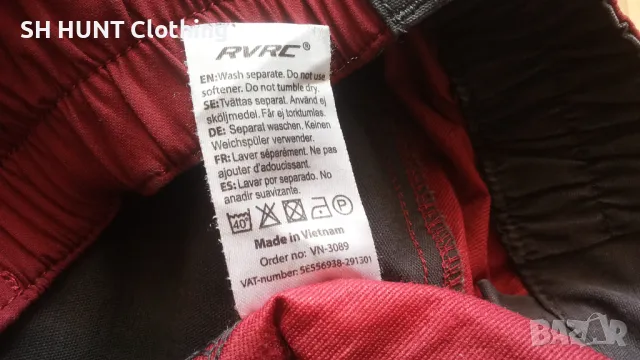 SH HUNT Clothing
RVRC®
EN:Wash separate. Do not use
softener. Do not tumble dry.
SE:Tvättas separat. Använd ej
sköljmedel. Får ej torktumlas.
DE: Separat waschen. Keinen
Weichspüler verwender.
FR: Laver séparément. Ne pas
ajouter d'adoucissant
ES: Lavar por separado. No
anadir suavizante.
40° P
Made in Vietnam
Order no: VN-3089
VAT-number: SE556938-291301
BAZAR